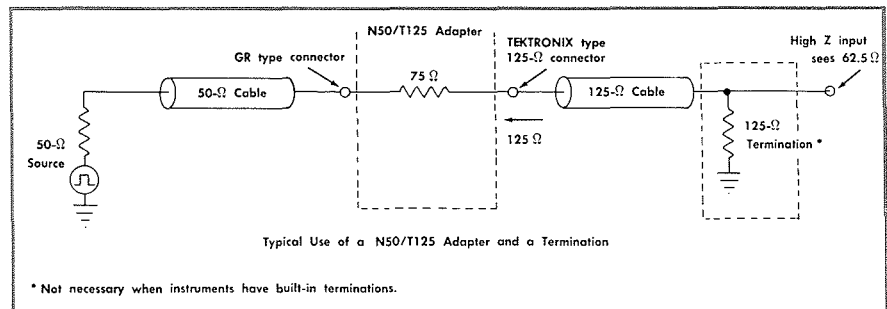 N50/T125 Adapter
GR type connector
TEKTRONIX type
125-Ω connector
High Z input
sees 62.5 Ω
75 Ω
50-Ω Cable
125-Ω Cable
125 Ω
50-Ω
Source
125-Ω
Termination *
Typical Use of a N50/T125 Adapter and a Termination
* Not necessary when instruments have built-in terminations.